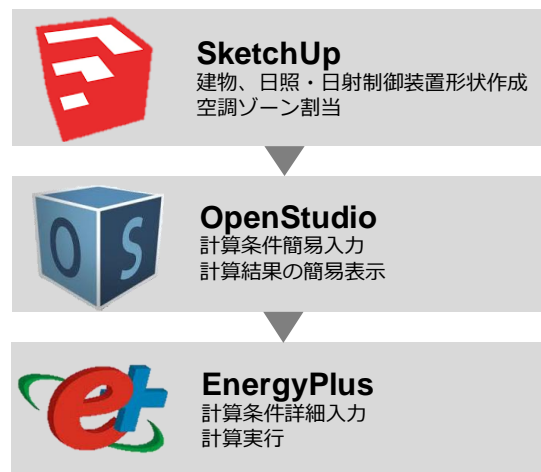 SketchUp
建物、日照・日射制御装置形状作成
空調ゾーン割当
OS
OpenStudio
計算条件簡易入力
計算結果の簡易表示
e+
EnergyPlus
計算条件詳細入力
計算実行